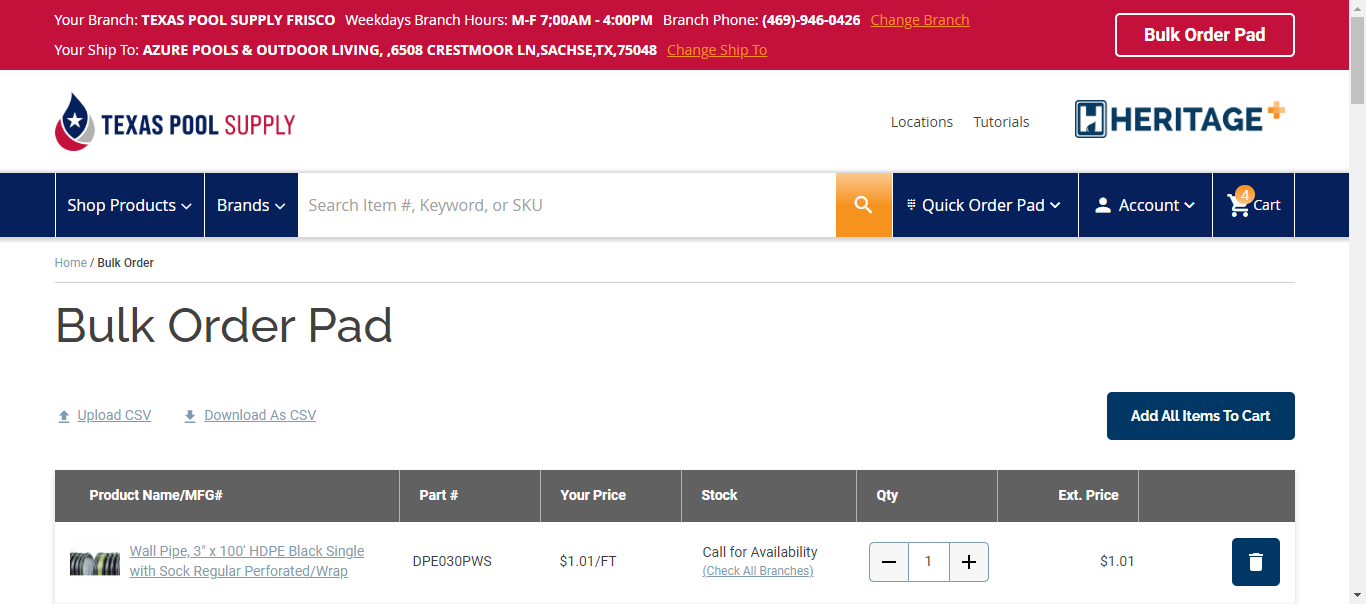 Your Branch: TEXAS POOL SUPPLY FRISCO Weekdays Branch Hours: M-F 7;00AM - 4:00PM Branch Phone: (469)-946-0426 Change Branch
Your Ship To: AZURE POOLS & OUTDOOR LIVING, ,6508 CRESTMOOR LN,SACHSE,TX,75048 Change Ship To
Bulk Order Pad
TEXAS POOL SUPPLY
Locations Tutorials
HERITAGE+
Shop Products Brands Search Item #, Keyword, or SKU Quick Order Pad Account 4 Cart
Home / Bulk Order
Bulk Order Pad
Upload CSV Download As CSV Add All Items To Cart
Product Name/MFG# Part # Your Price Stock Qty Ext. Price
Wall Pipe, 3" x 100' HDPE Black Single
with Sock Regular Perforated/Wrap
DPE030PWS $1.01/FT
Call for Availability
(Check All Branches)
1 $1.01